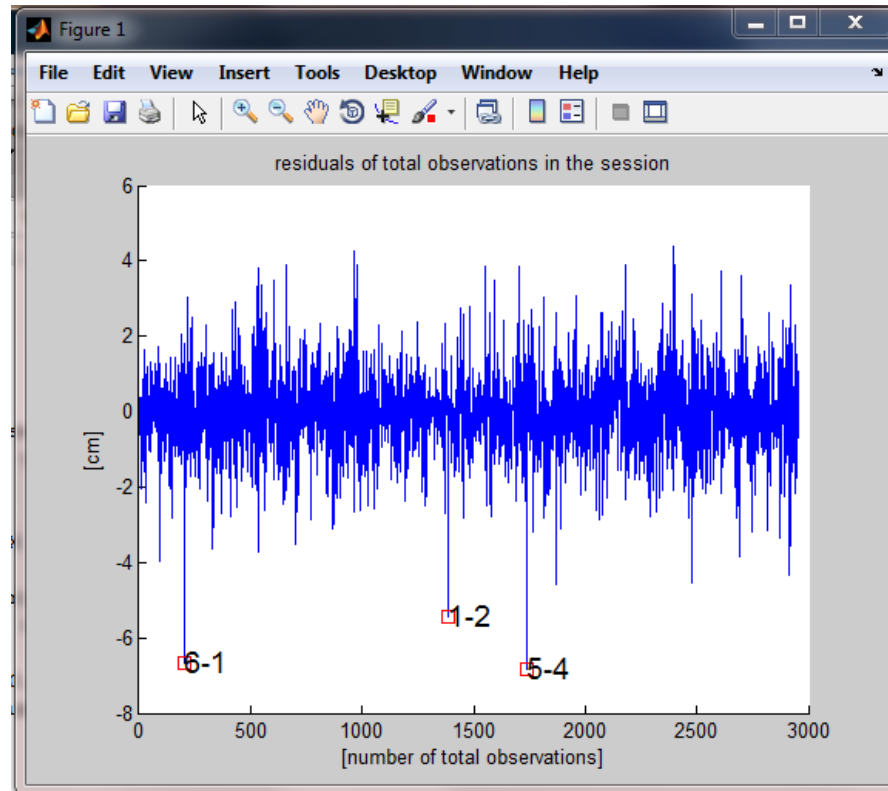 Figure 1
File Edit View Insert Tools Desktop Window Help
residuals of total observations in the session
6
4
2
0
-2
-4
-6
-8
[cm]
1-2
6-1
5-4
0 500 1000 1500 2000 2500 3000
[number of total observations]